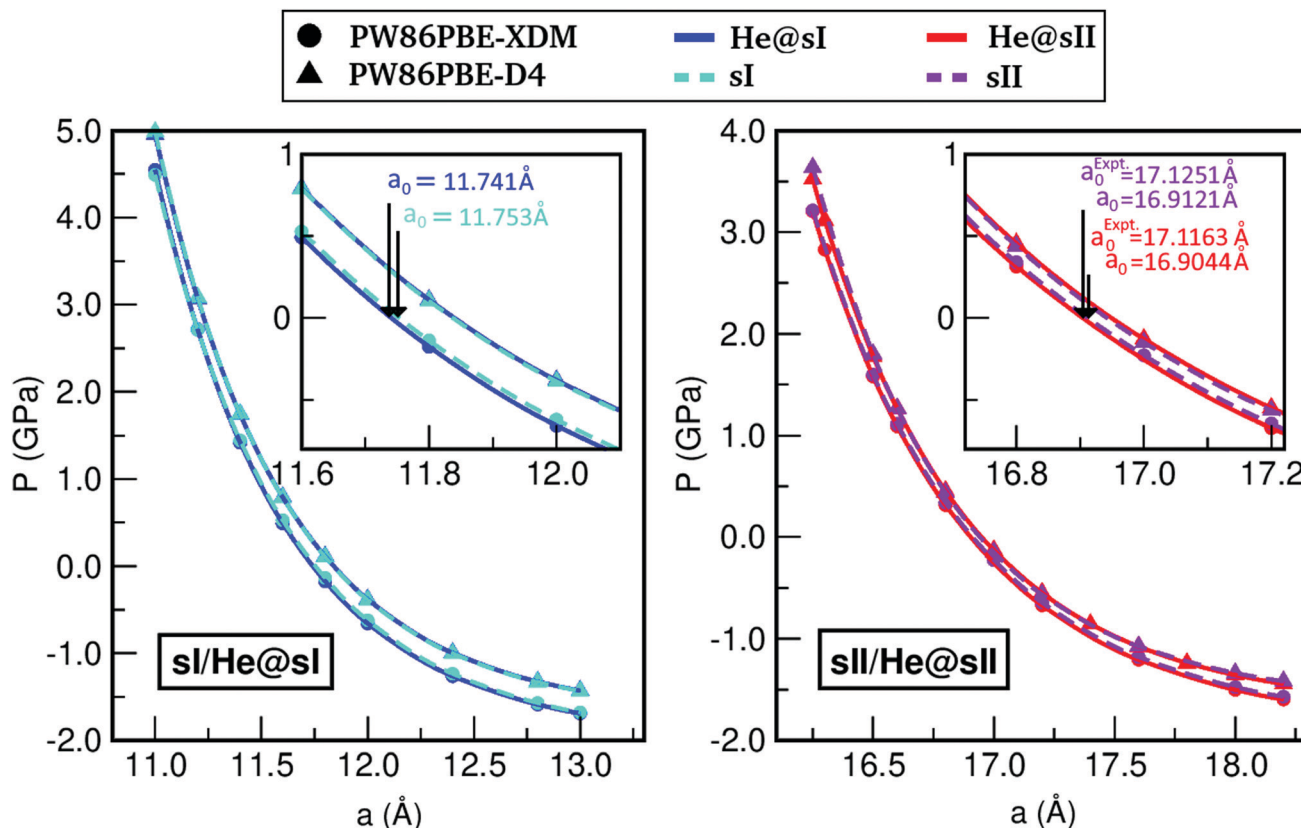 PW86PBE-XDM He@sI He@sII
PW86PBE-D4 sI sII
5.0
4.0
3.0
2.0
1.0
0.0
-1.0
-2.0
P (GPa)
11.0 11.5 12.0 12.5 13.0
a (Å)
sI/He@sI
1
0
11.6 11.8 12.0
a₀ = 11.741Å
a₀ = 11.753Å
4.0
3.0
2.0
1.0
0.0
-1.0
-2.0
P (GPa)
16.5 17.0 17.5 18.0
a (Å)
sII/He@sII
1
0
16.8 17.0 17.2
a₀Expt.=17.1251Å
a₀=16.9121Å
a₀Expt.=17.1163 Å
a₀=16.9044Å